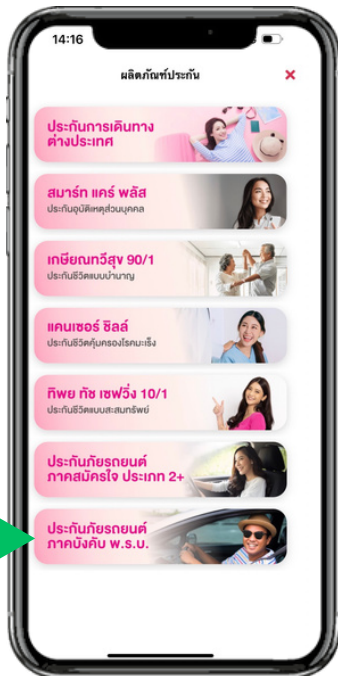 14:16
ผลิตภัณฑ์ประกัน
ประกันการเดินทาง
ต่างประเทศ
สมาร์ท แคร์ พลัส
ประกันอุบัติเหตุส่วนบุคคล
เกษียณทวีสุข 90/1
ประกันชีวิตแบบบำนาญ
แคนเซอร์ ชิลล์
ประกันชีวิตคุ้มครองโรคมะเร็ง
ทิพย ทัช เซฟวิ่ง 10/1
ประกันชีวิตแบบสะสมทรัพย์
ประกันภัยรถยนต์
ภาคสมัครใจ ประเภท 2+
ประกันภัยรถยนต์
ภาคบังคับ พ.ร.บ.